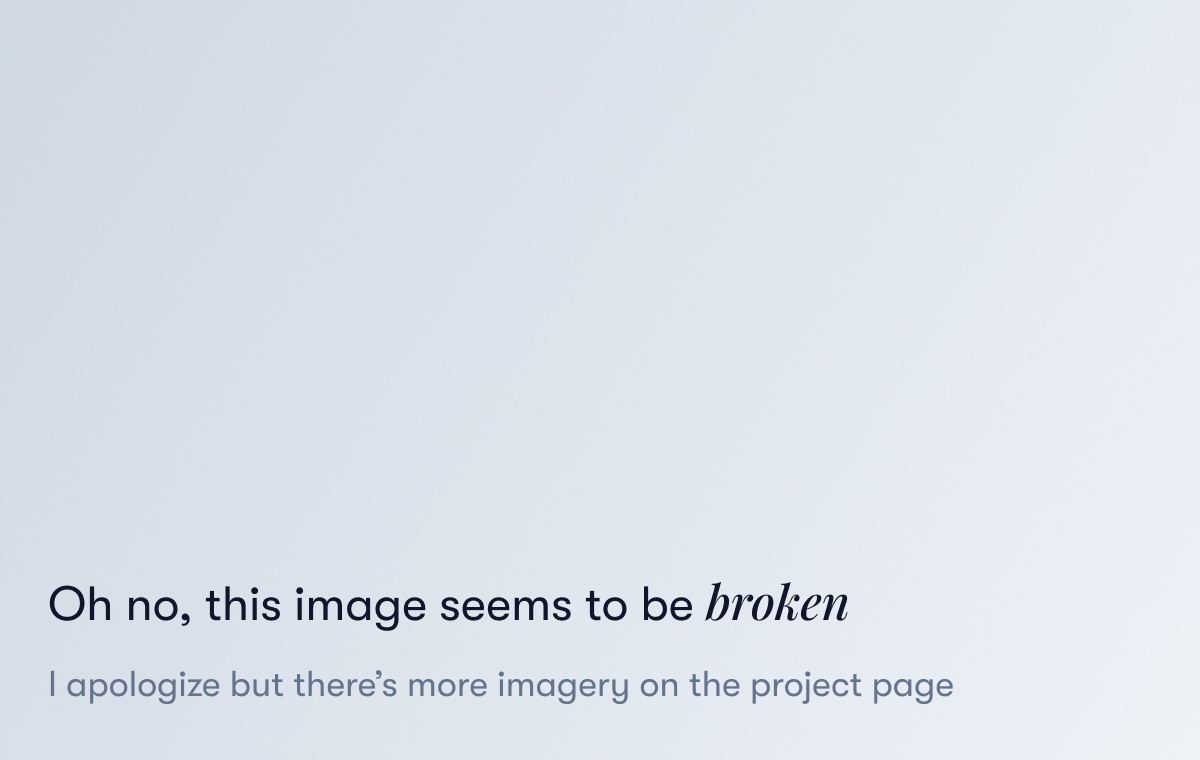 Oh no, this image seems to be broken
I apologize but there’s more imagery on the project page